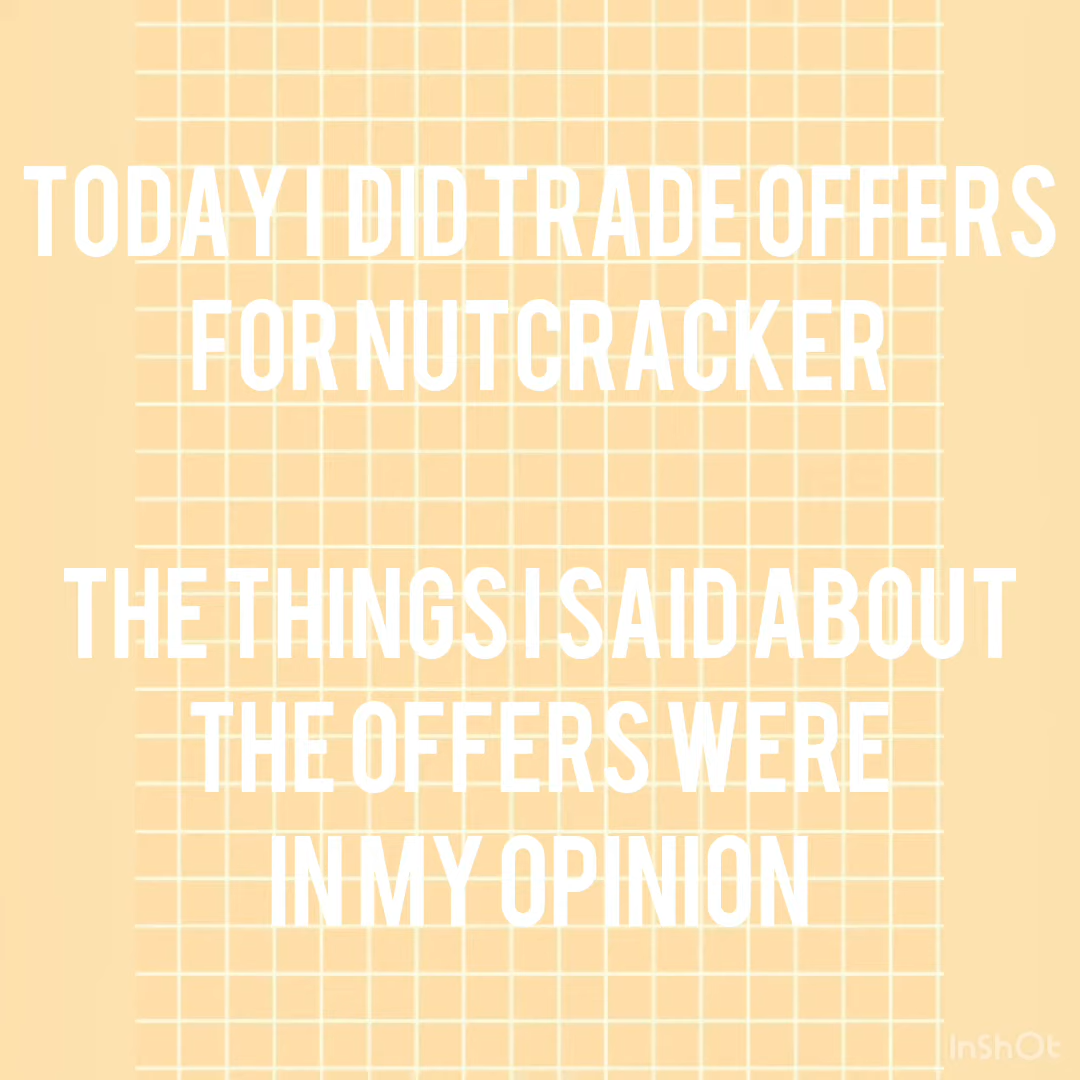 TODAY I DID TRADE OFFERS
FOR NUTCRACKER
THE THINGS I SAID ABOUT
THE OFFERS WERE
IN MY OPINION
InShOt